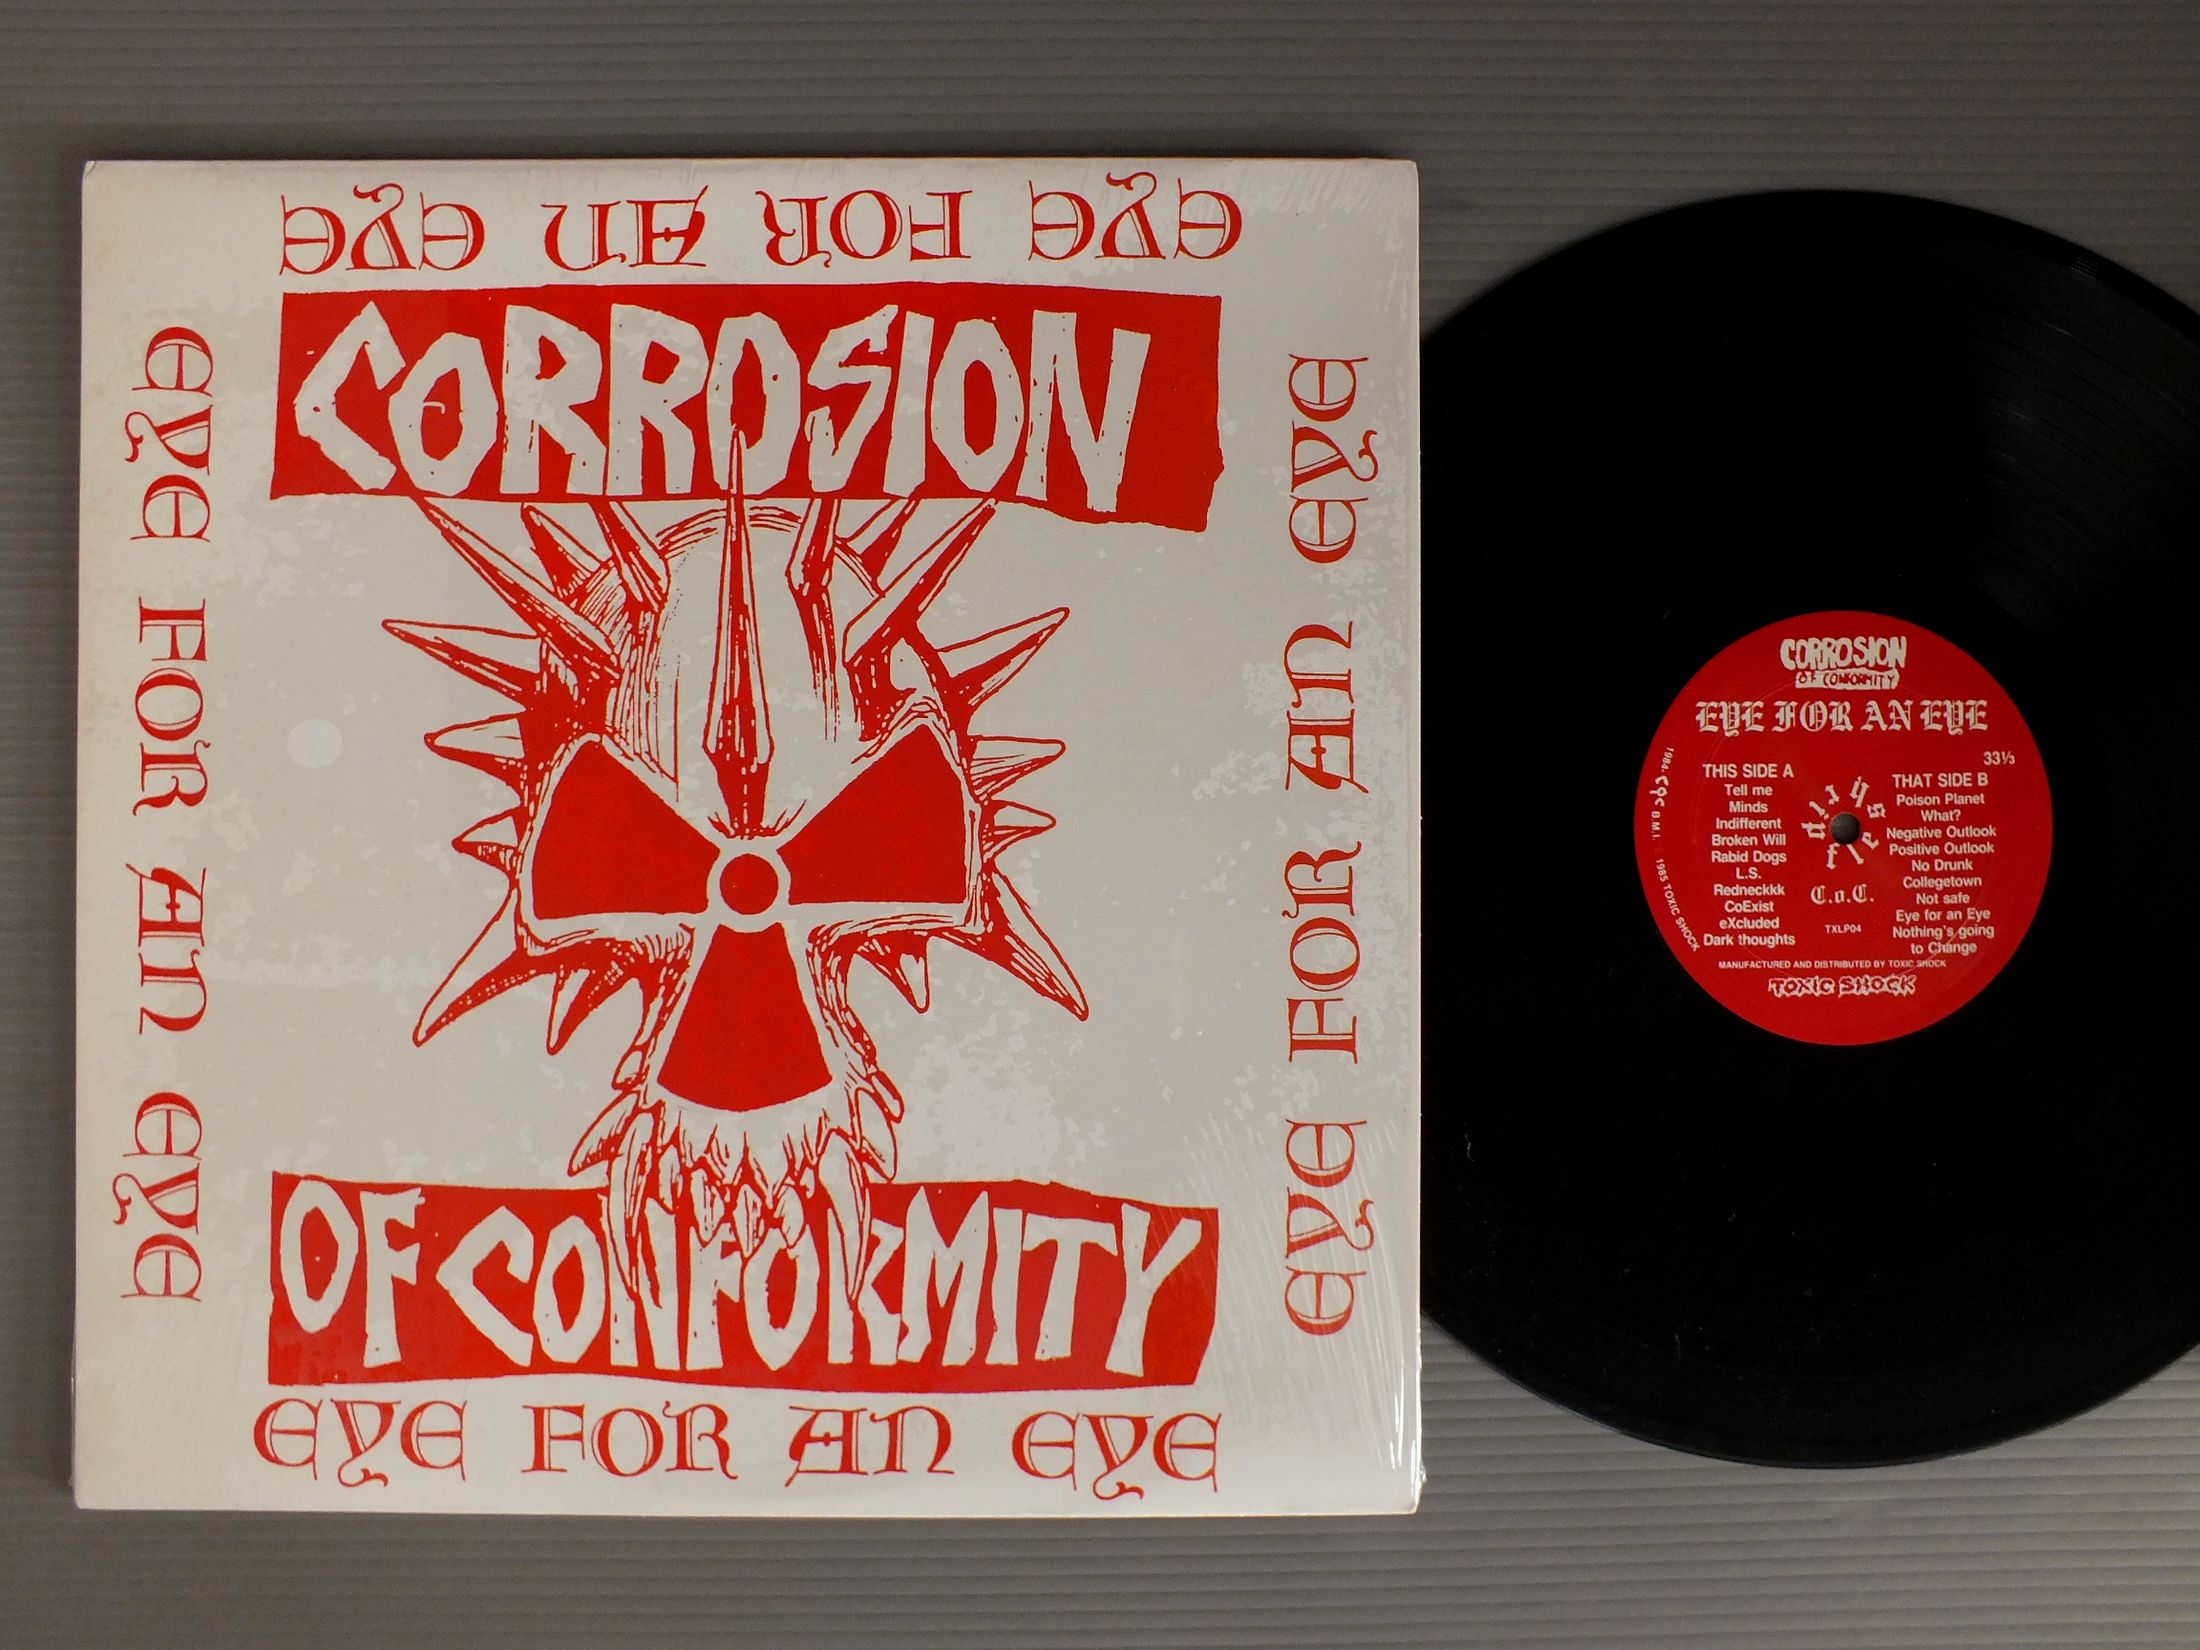 EYE FOR AN EYE
CORROSION
EYE FOR AN EYE
EYE FOR AN EYE
OF CONFORMITY
EYE FOR AN EYE
CORROSION
OF CONFORMITY
EYE FOR AN EYE
33⅓
THIS SIDE A
Tell me
Minds
Indifferent
Broken Will
Rabid Dogs
L.S.
Redneckkk
CoExist
eXcluded
Dark thoughts
THAT SIDE B
Poison Planet
What?
Negative Outlook
Positive Outlook
No Drunk
Collegetown
Not safe
Eye for an Eye
Nothing's going
to Change
C.o.C.
TXLP04
1984- CoC B.M.I. 1985 TOXIC SHOCK
MANUFACTURED AND DISTRIBUTED BY TOXIC SHOCK
TOXIC SHOCK